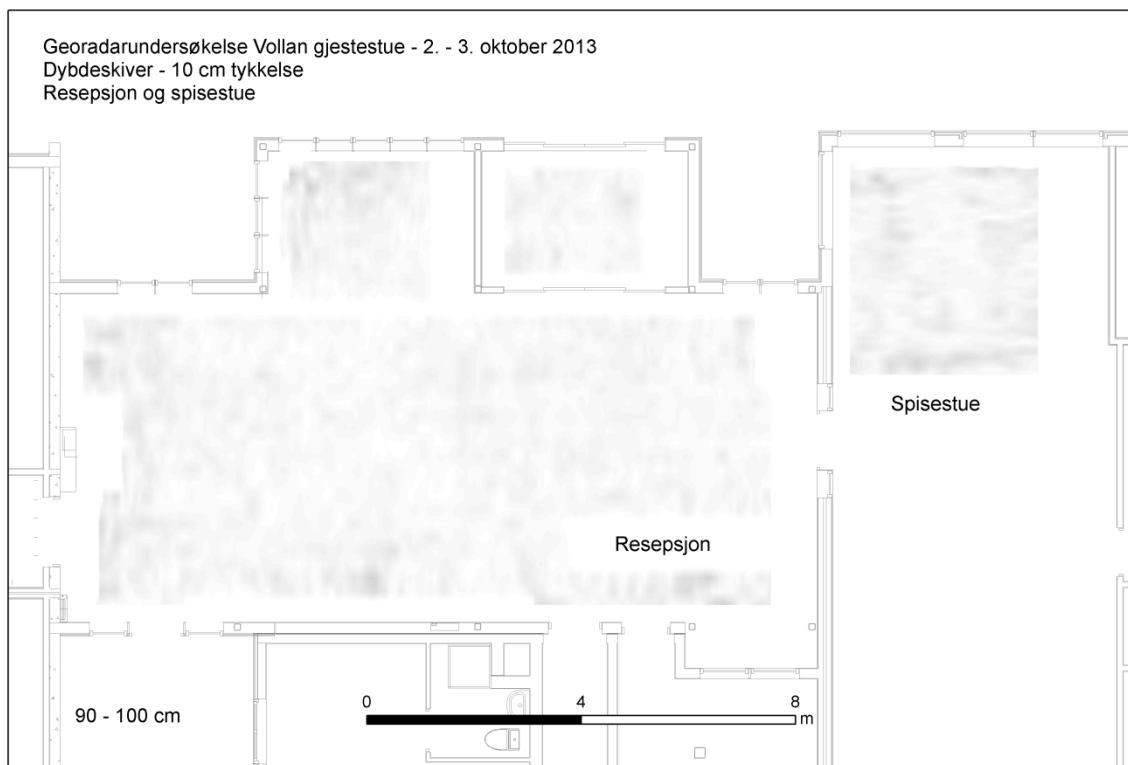 Georadarundersøkelse Vollan gjestestue - 2. - 3. oktober 2013
Dybdeskiver - 10 cm tykkelse
Resepsjon og spisestue
Spisestue
Resepsjon
90 - 100 cm
0 4 8
m